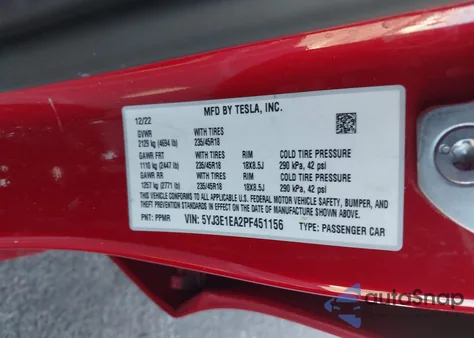 MFD BY TESLA, INC.
12/22
GVWR WITH TIRES
2129 kg (4694 lb) 235/45R18
GAWR FRT WITH TIRES RIM COLD TIRE PRESSURE
1110 kg (2447 lb) 235/45R18 18X8.5J 290 kPa, 42 psi
GAWR RR WITH TIRES RIM COLD TIRE PRESSURE
1257 kg (2771 lb) 235/45R18 18X8.5J 290 kPa, 42 psi
THIS VEHICLE CONFORMS TO ALL APPLICABLE U.S. FEDERAL MOTOR VEHICLE SAFETY, BUMPER, AND
THEFT PREVENTION STANDARDS IN EFFECT ON THE DATE OF MANUFACTURE SHOWN ABOVE.
PNT: PPMR VIN: 5YJ3E1EA2PF451156 TYPE: PASSENGER CAR
autoSnap